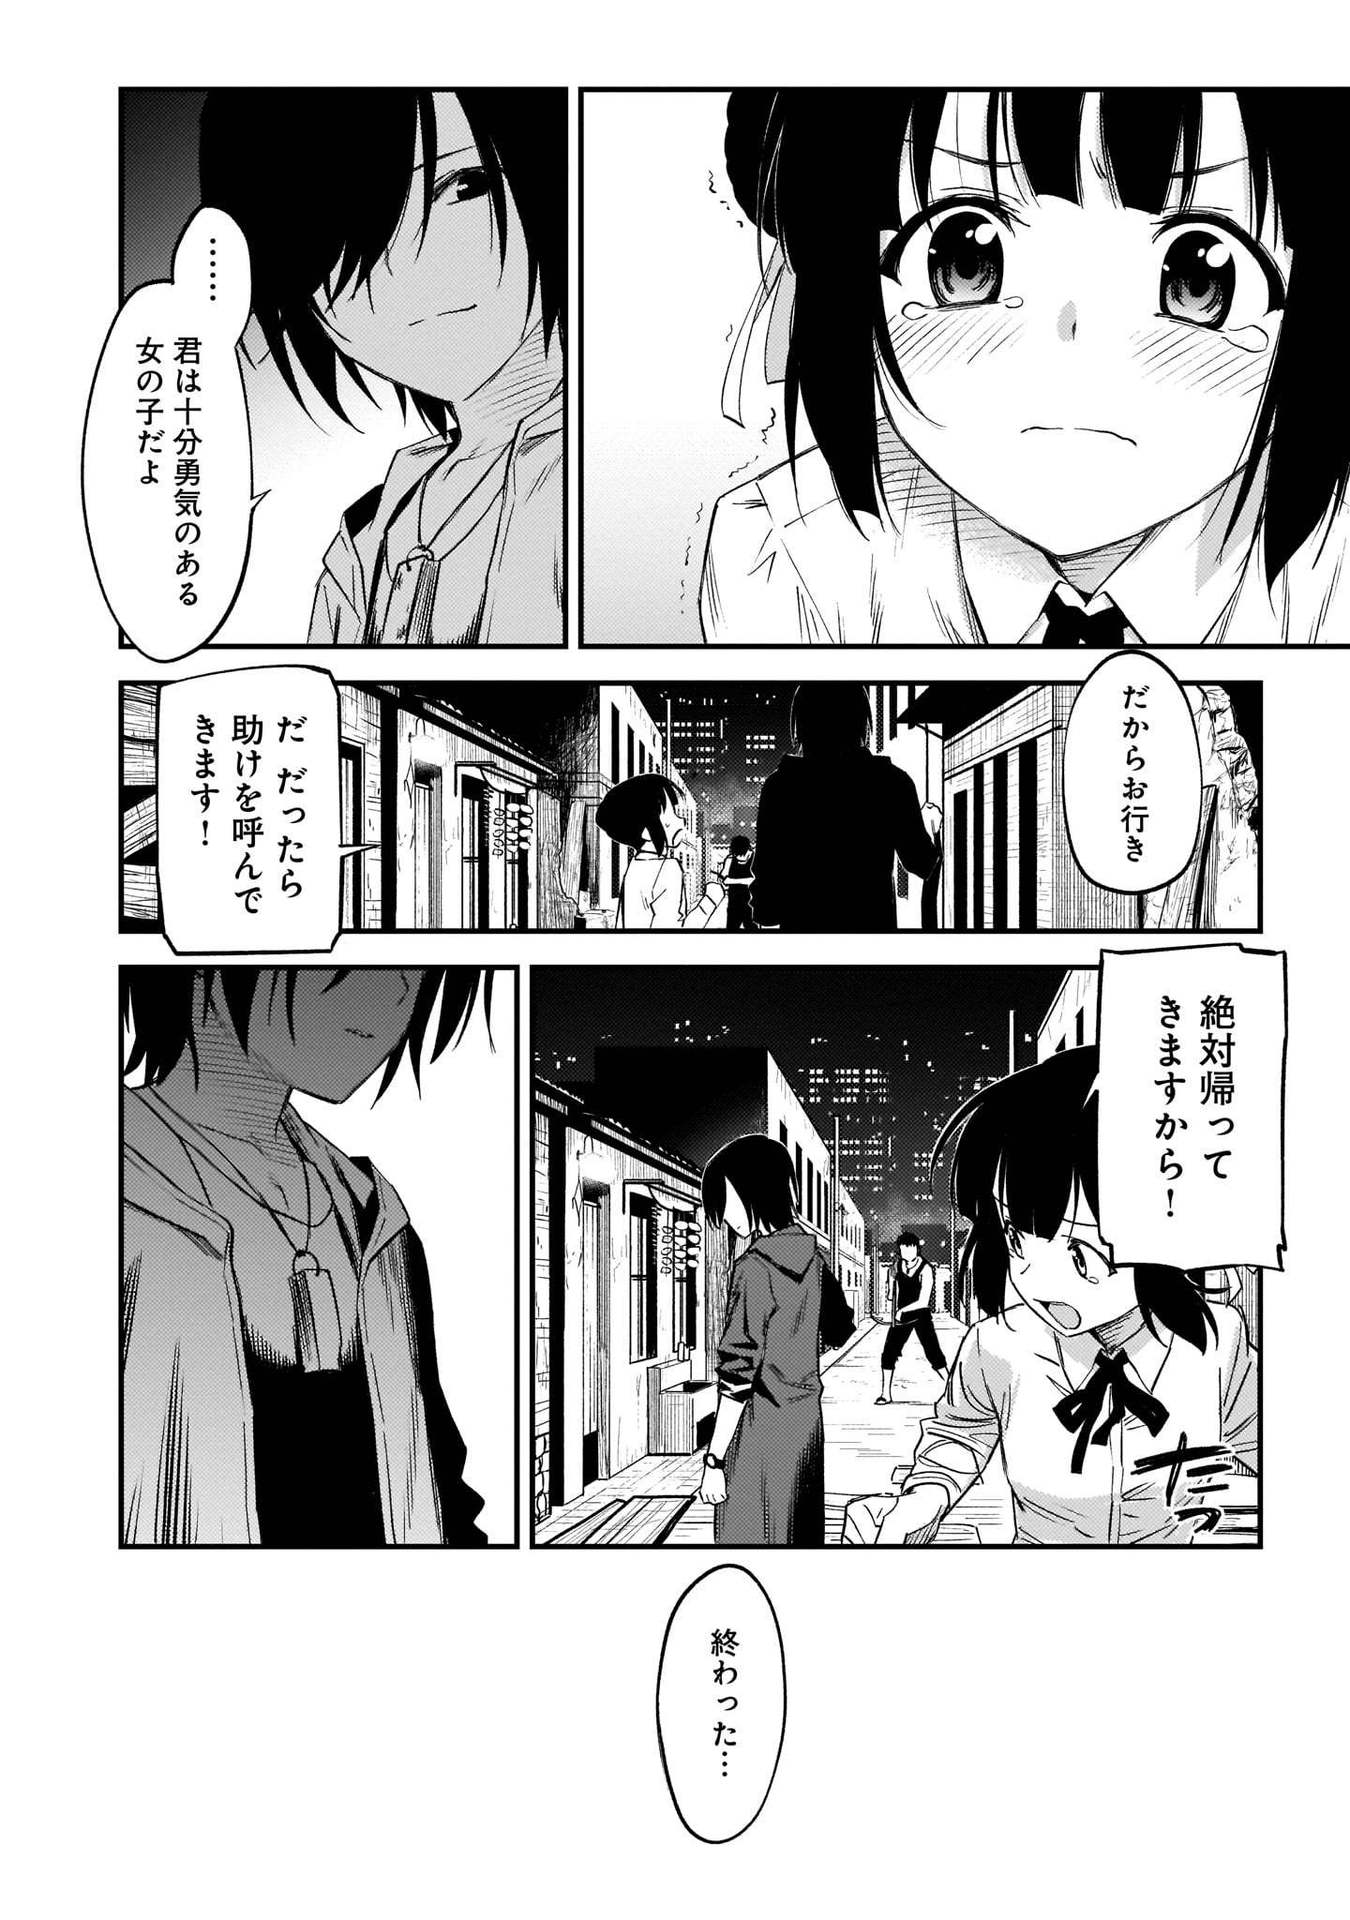 ……
君は十分勇気のある
女の子だよ
だからお行き
だ だったら
助けを呼んで
きます!
絶対帰って
きますから!
ダッ
終わった…